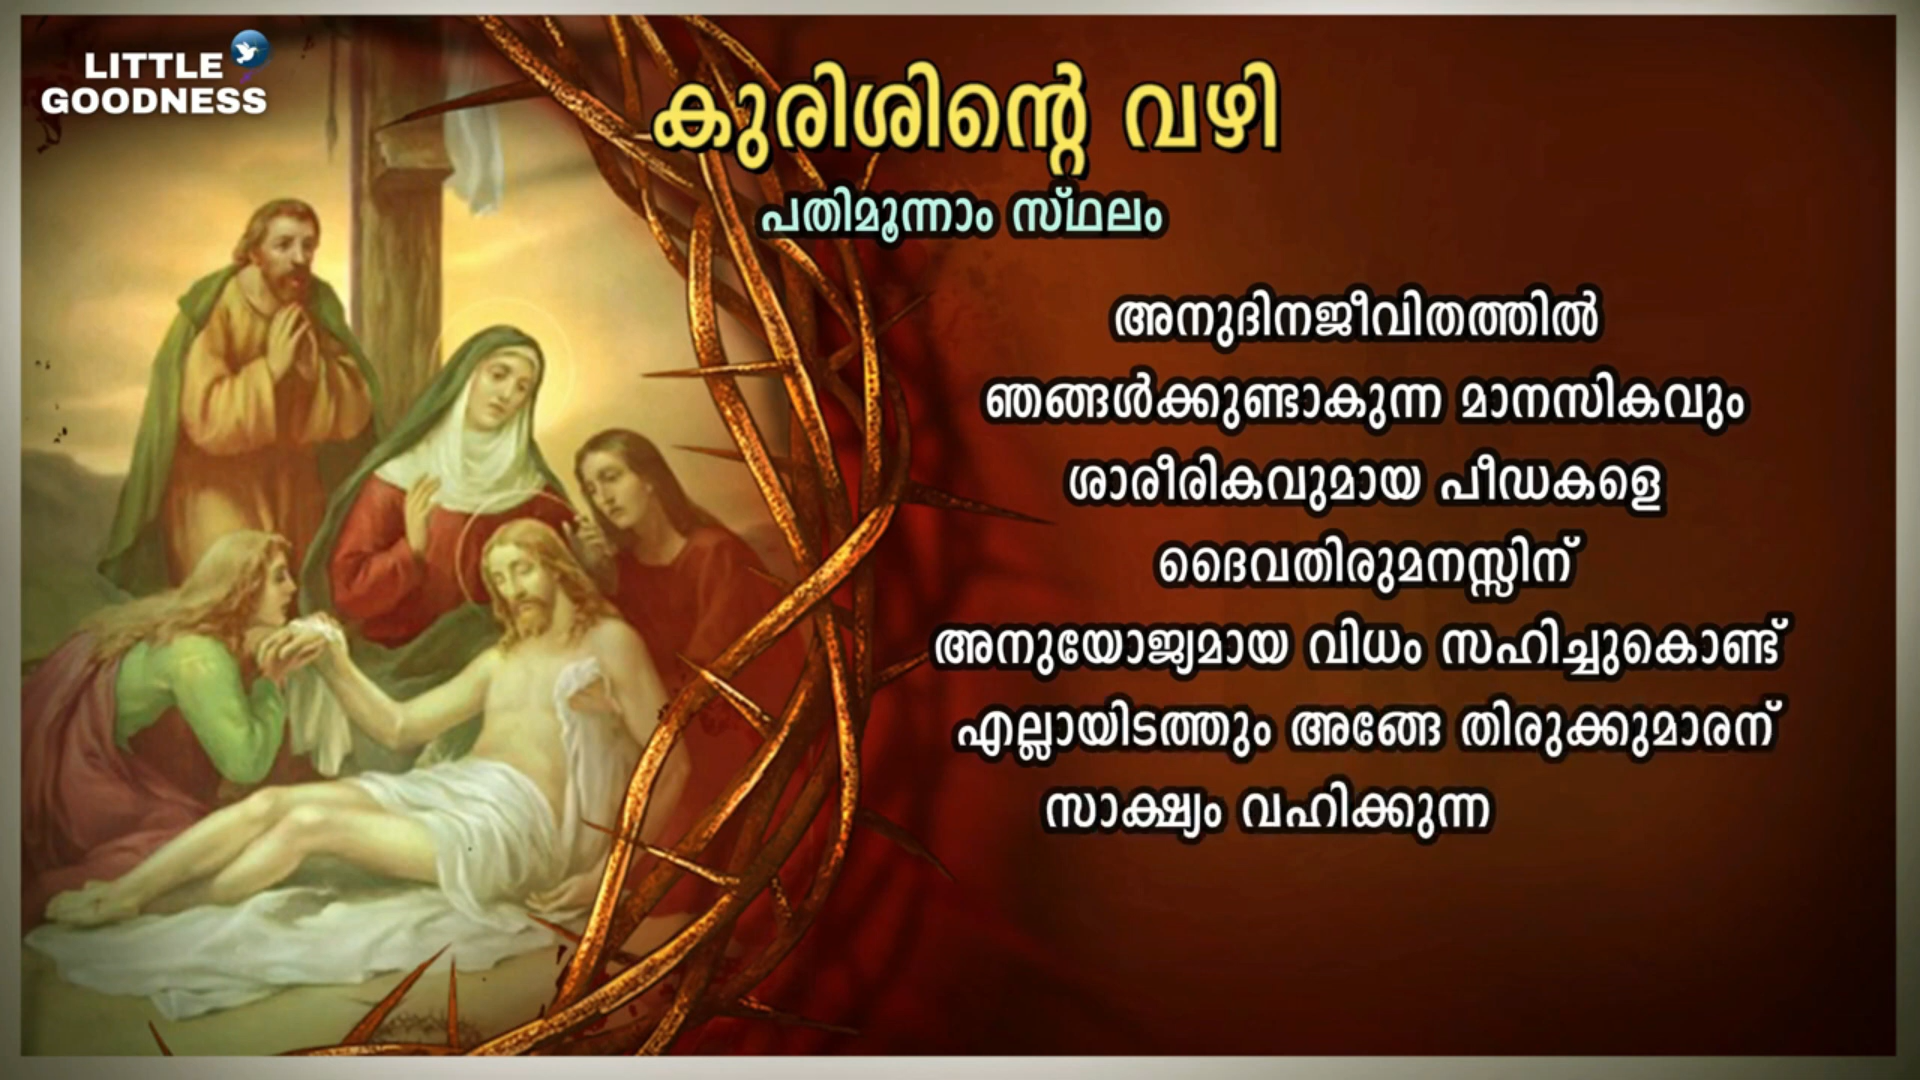 LITTLE
GOODNESS
കുരിശിന്റെ വഴി
പതിമൂന്നാം സ്ഥലം
അനുദിനജീവിതത്തിൽ
ഞങ്ങൾക്കുണ്ടാകുന്ന മാനസികവും
ശാരീരികവുമായ പീഡകളെ
ദൈവതിരുമനസ്സിന്
അനുയോജ്യമായ വിധം സഹിച്ചുകൊണ്ട്
എല്ലായിടത്തും അങ്ങേ തിരുക്കുമാരന്
സാക്ഷ്യം വഹിക്കുന്ന